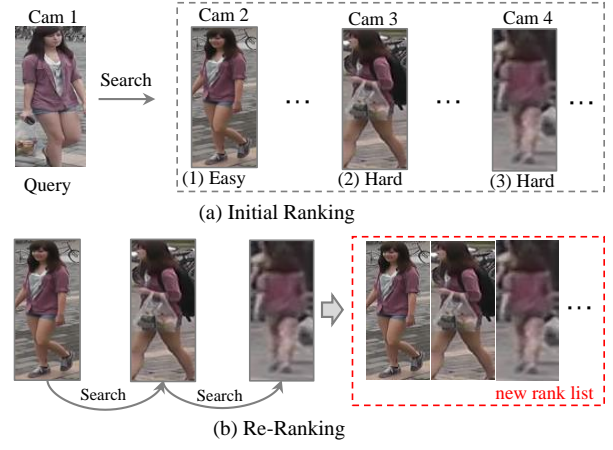 Cam 1
Cam 2
Cam 3
Cam 4
Search
...
...
...
Query
(1) Easy
(2) Hard
(3) Hard
(a) Initial Ranking
...
Search
Search
new rank list
(b) Re-Ranking